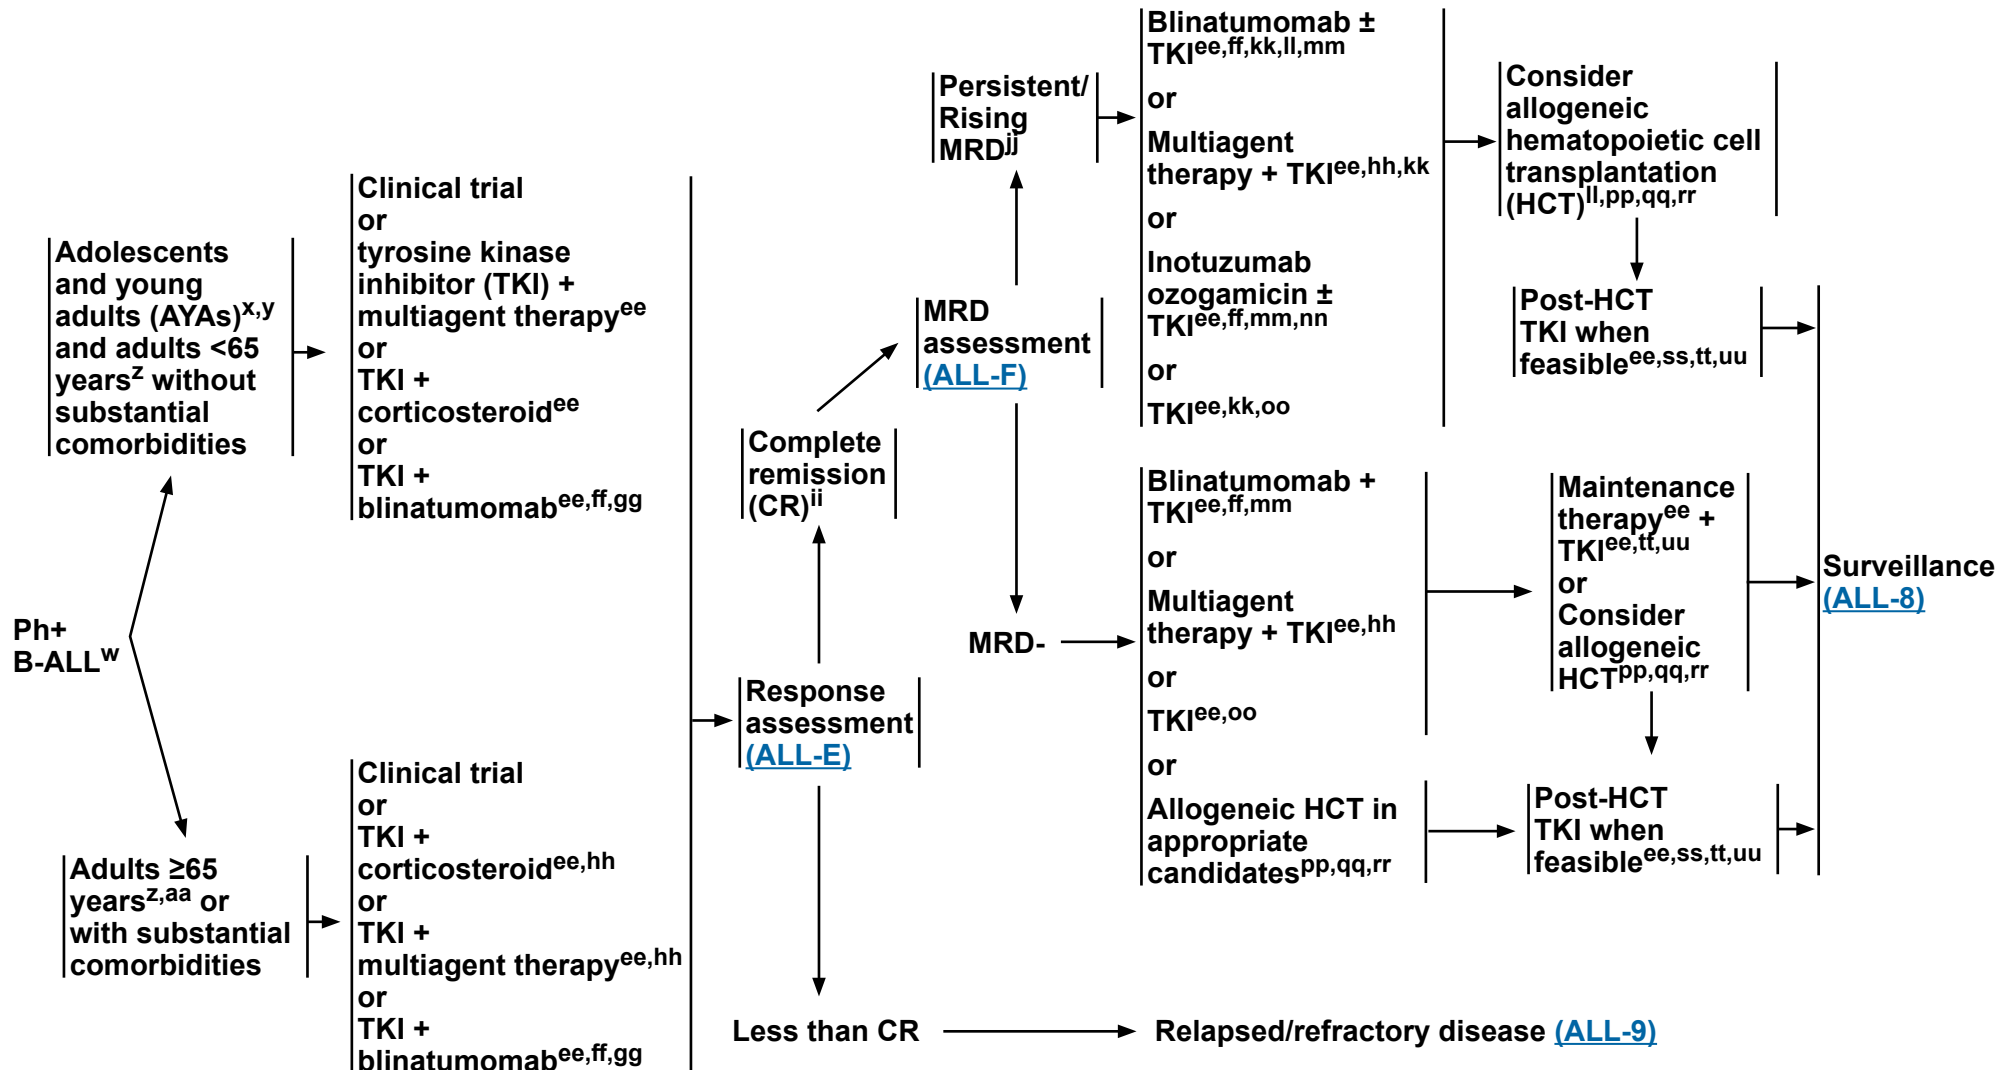 Ph+
B-ALLw
Adolescents
and young
adults (AYAs)x,y
and adults <65
yearsz without
substantial
comorbidities
Adults ≥65
yearsz,aa or
with substantial
comorbidities
Clinical trial
or
tyrosine kinase
inhibitor (TKI) +
multiagent therapyee
or
TKI +
corticosteroidee
or
TKI +
blinatumomabee,ff,gg
Clinical trial
or
TKI +
corticosteroidee,hh
or
TKI +
multiagent therapyee,hh
or
TKI +
blinatumomabee,ff,gg
Response
assessment
(ALL-E)
Complete
remission
(CR)ii
Less than CR
Relapsed/refractory disease (ALL-9)
MRD
assessment
(ALL-F)
Persistent/
Rising
MRDjj
MRD-
Blinatumomab ±
TKIee,ff,kk,ll,mm
or
Multiagent
therapy + TKIee,hh,kk
or
Inotuzumab
ozogamicin ±
TKIee,ff,mm,nn
or
TKIee,kk,oo
Consider
allogeneic
hematopoietic cell
transplantation
(HCT)ll,pp,qq,rr
Post-HCT
TKI when
feasibleee,ss,tt,uu
Blinatumomab +
TKIee,ff,mm
or
Multiagent
therapy + TKIee,hh
or
TKIee,oo
or
Allogeneic HCT in
appropriate
candidatespp,qq,rr
Maintenance
therapyee +
TKIee,tt,uu
or
Consider
allogeneic
HCTpp,qq,rr
Post-HCT
TKI when
feasibleee,ss,tt,uu
Surveillance
(ALL-8)